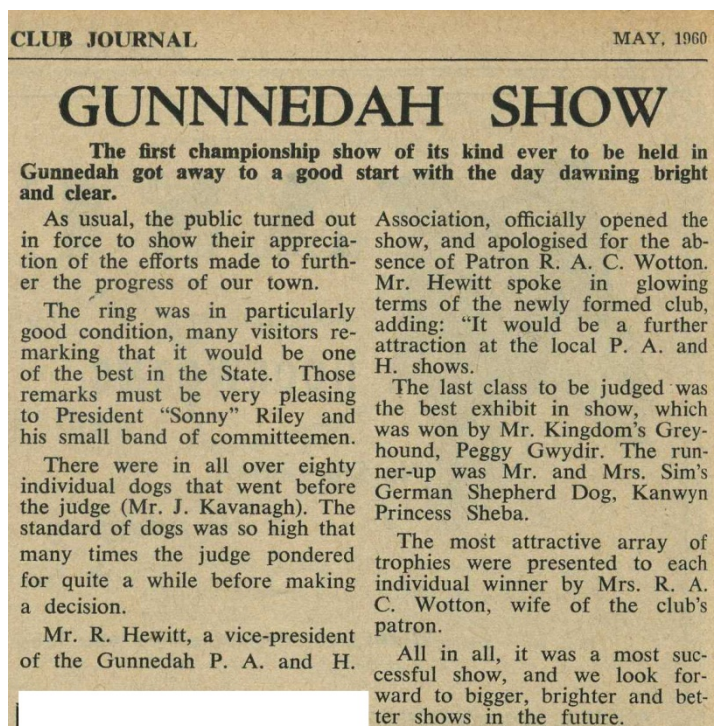 CLUB JOURNAL MAY, 1960
GUNNNEDAH SHOW
The first championship show of its kind ever to be held in
Gunnedah got away to a good start with the day dawning bright
and clear.
As usual, the public turned out
in force to show their apprecia-
tion of the efforts made to furth-
er the progress of our town.
The ring was in particularly
good condition, many visitors re-
marking that it would be one
of the best in the State. Those
remarks must be very pleasing
to President “Sonny” Riley and
his small band of committeemen.
There were in all over eighty
individual dogs that went before
the judge (Mr. J. Kavanagh). The
standard of dogs was so high that
many times the judge pondered
for quite a while before making
a decision.
Mr. R. Hewitt, a vice-president
of the Gunnedah P. A. and H.
Association, officially opened the
show, and apologised for the ab-
sence of Patron R. A. C. Wotton.
Mr. Hewitt spoke in glowing
terms of the newly formed club,
adding: “It would be a further
attraction at the local P. A. and
H. shows.
The last class to be judged was
the best exhibit in show, which
was won by Mr. Kingdom's Grey-
hound, Peggy Gwydir. The run-
ner-up was Mr. and Mrs. Sim's
German Shepherd Dog, Kanwyn
Princess Sheba.
The most attractive array of
trophies were presented to each
individual winner by Mrs. R. A.
C. Wotton, wife of the club's
patron.
All in all, it was a most suc-
cessful show, and we look for-
ward to bigger, brighter and bet-
ter shows in the future.